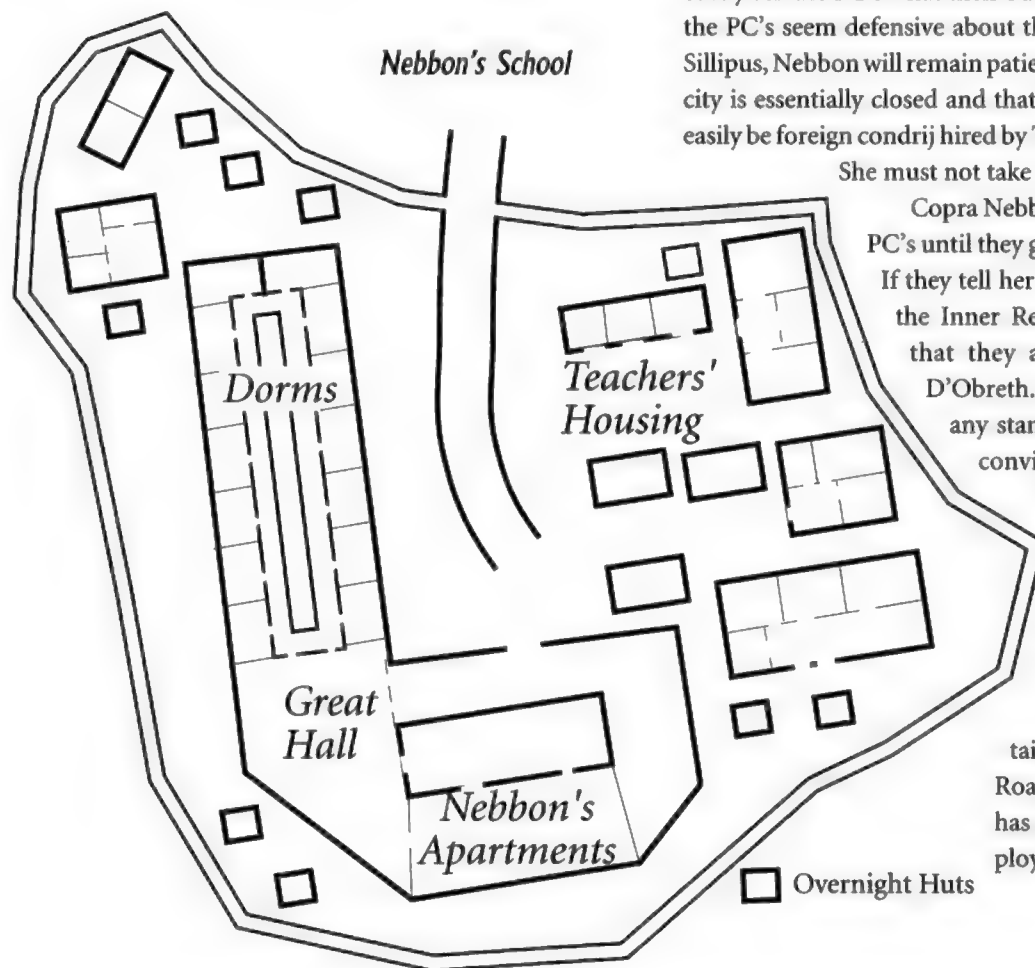 Nebbon's School
the PC's seem defensive about th
Sillipus, Nebbon will remain patie
city is essentially closed and that
easily be foreign condrij hired by
She must not take
Copra Nebb
PC's until they g
If they tell her
the Inner Re
that they a
D'Obreth.
any star
convi
Dorms
Teachers'
Housing
Great
Hall
Nebbon's
Apartments
tai
Roa
has
ploy
Overnight Huts